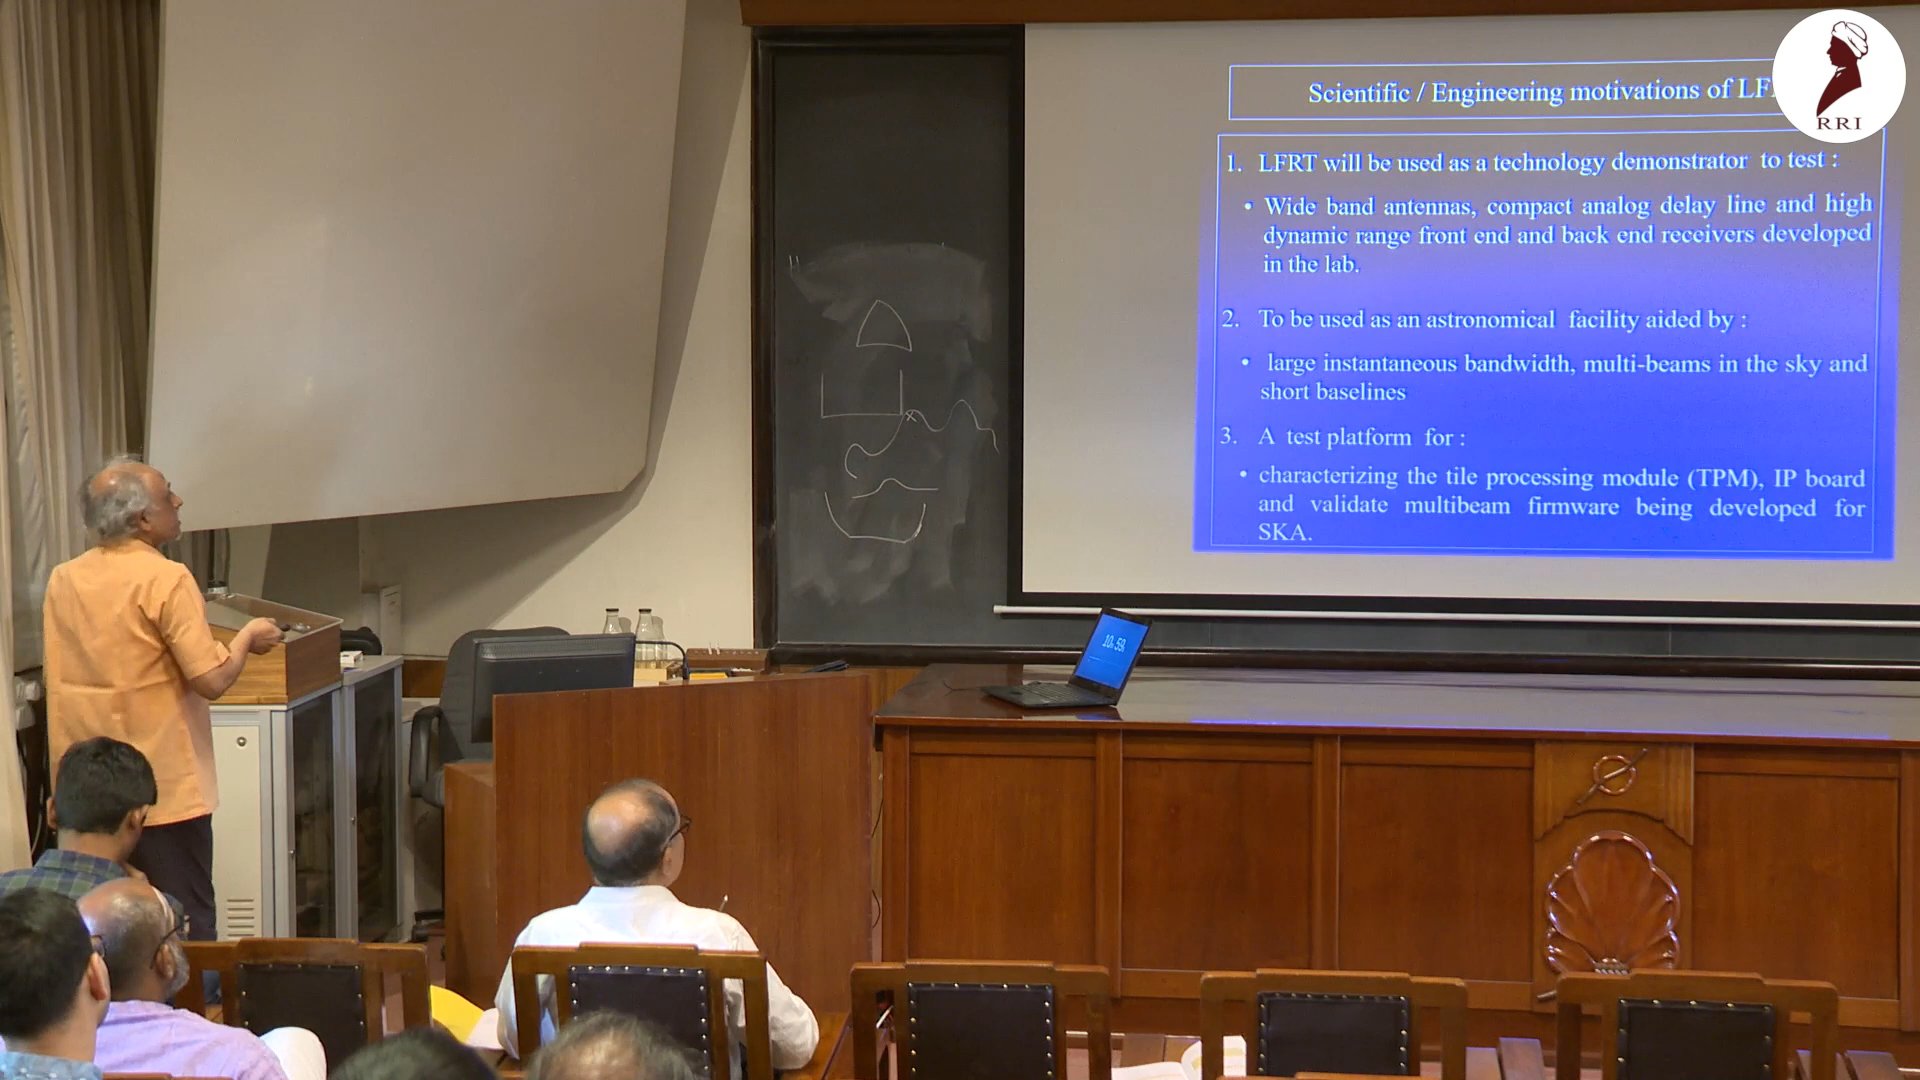 Scientific / Engineering motivations of
RRI
1. LFRT will be used as a technology demonstrator to test :
• Wide band antennas, compact analog delay line and high
dynamic range front end and back end receivers developed
in the lab.
2. To be used as an astronomical facility aided by :
• large instantaneous bandwidth, multi-beams in the sky and
short baselines
3. A test platform for :
• characterizing the tile processing module (TPM), IP board
and validate multibeam firmware being developed for
SKA.